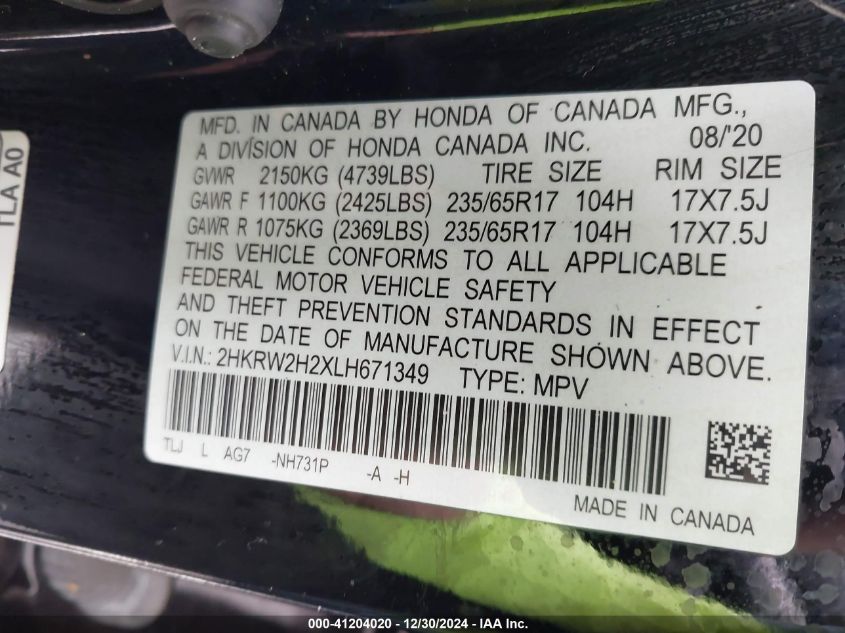 MFD. IN CANADA BY HONDA OF CANADA MFG.,
A DIVISION OF HONDA CANADA INC. 08/'20
GVWR 2150KG (4739LBS) TIRE SIZE RIM SIZE
GAWR F 1100KG (2425LBS) 235/65R17 104H 17X7.5J
GAWR R 1075KG (2369LBS) 235/65R17 104H 17X7.5J
THIS VEHICLE CONFORMS TO ALL APPLICABLE
FEDERAL MOTOR VEHICLE SAFETY
AND THEFT PREVENTION STANDARDS IN EFFECT
ON THE DATE OF MANUFACTURE SHOWN ABOVE.
V.I.N.: 2HKRW2H2XLH671349 TYPE: MPV
TLJ L AG7 -NH731P -A -H
MADE IN CANADA
TLA A0
000-41204020 - 12/30/2024 - IAA Inc.